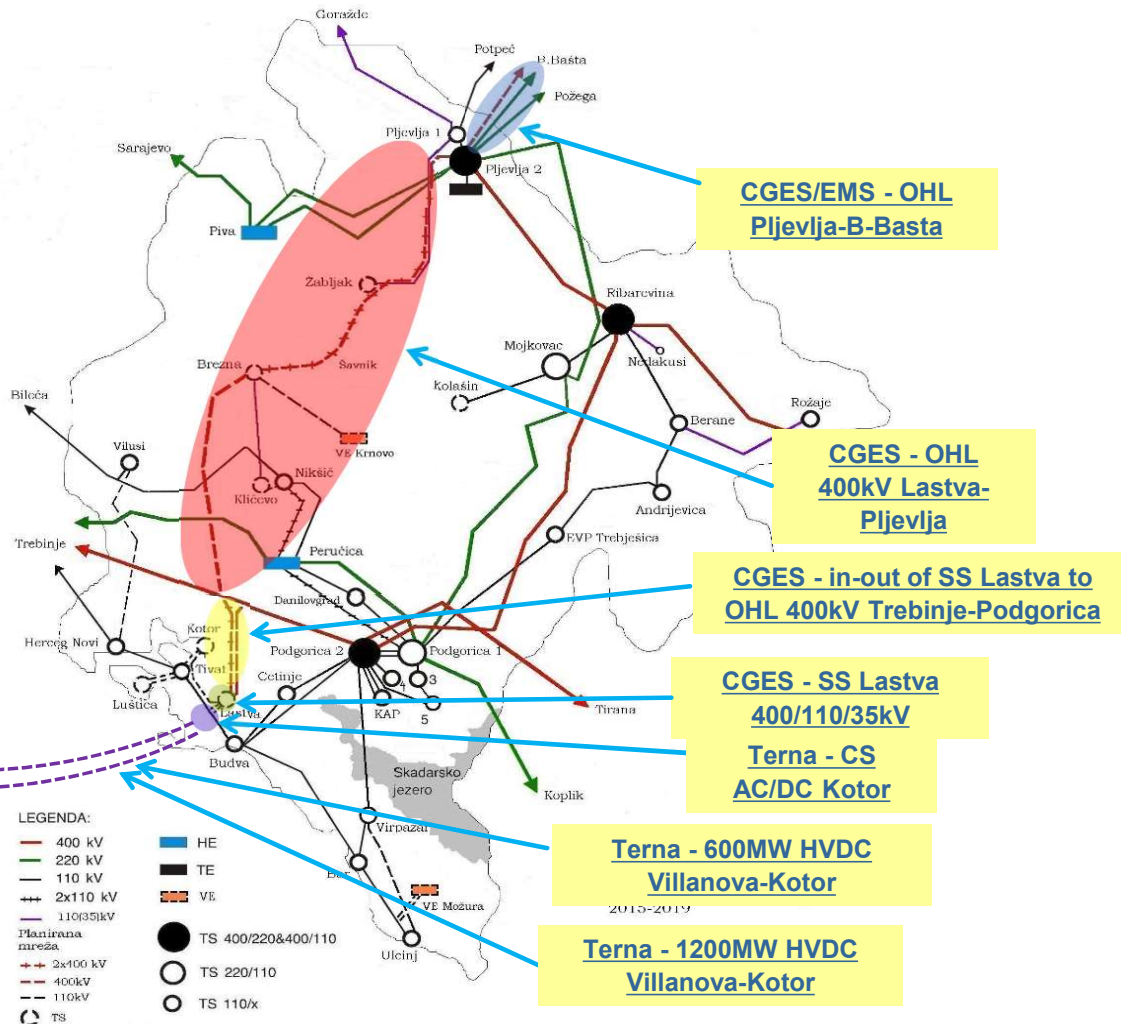 Goražde
Potpeć
B.Bašta
Požega
Pljevlja 1
Sarajevo
Pljevlja 2
CGES/EMS - OHL
Pljevlja-B-Basta
Piva
Žabljak
Ribarevina
Mojkovac
Nedakusi
Brezna
Šavnik
Kolašin
Bileća
Berane
Rožaje
Vilusi
VE Krnovo
CGES - OHL
400kV Lastva-
Pljevlja
Nikšić
Kličevo
Andrijevica
EVP Trebješica
Trebinje
Peručica
CGES - in-out of SS Lastva to
OHL 400kV Trebinje-Podgorica
Danilovgrad
Kotor
Herceg Novi
Podgorica 2
Podgorica 1
Tivat
Cetinje
4
3
CGES - SS Lastva
400/110/35kV
Luštica
Lastva
KAP
5
Tirana
Terna - CS
AC/DC Kotor
Budva
Skadarsko
jezero
Koplik
LEGENDA:
400 kV
220 kV
110 kV
2x110 kV
110(35)kV
Planirana
mreža
2x400 kV
400kV
110kV
TS
HE
TE
VE
TS 400/220&400/110
TS 220/110
TS 110/x
Virpazar
Terna - 600MW HVDC
Villanova-Kotor
Bar
VE Možura
2015-2019
Ulcinj
Terna - 1200MW HVDC
Villanova-Kotor